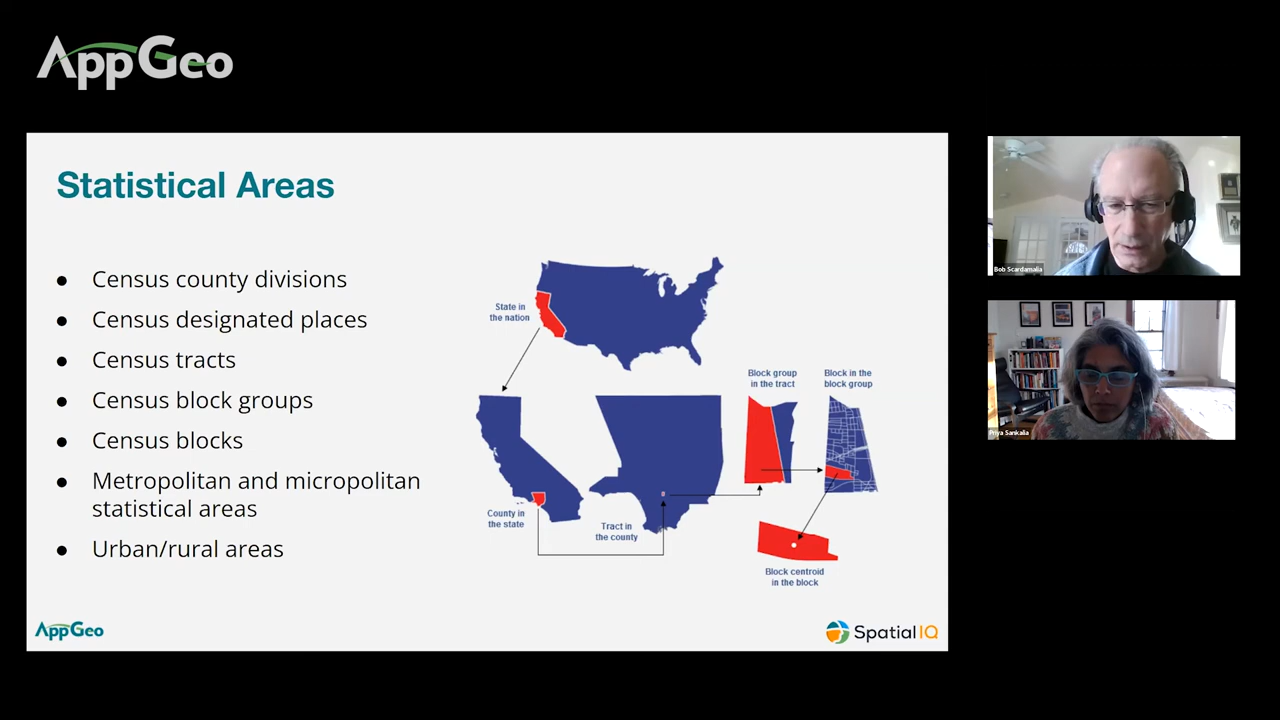 AppGeo
Statistical Areas
● Census county divisions
● Census designated places
● Census tracts
● Census block groups
● Census blocks
● Metropolitan and micropolitan
statistical areas
● Urban/rural areas
State in
the nation
County in
the state
Tract in
the county
Block group
in the tract
Block in the
block group
Block centroid
in the block
AppGeo
Spatial IQ
Bob Scardamalia
Priya Sankalia